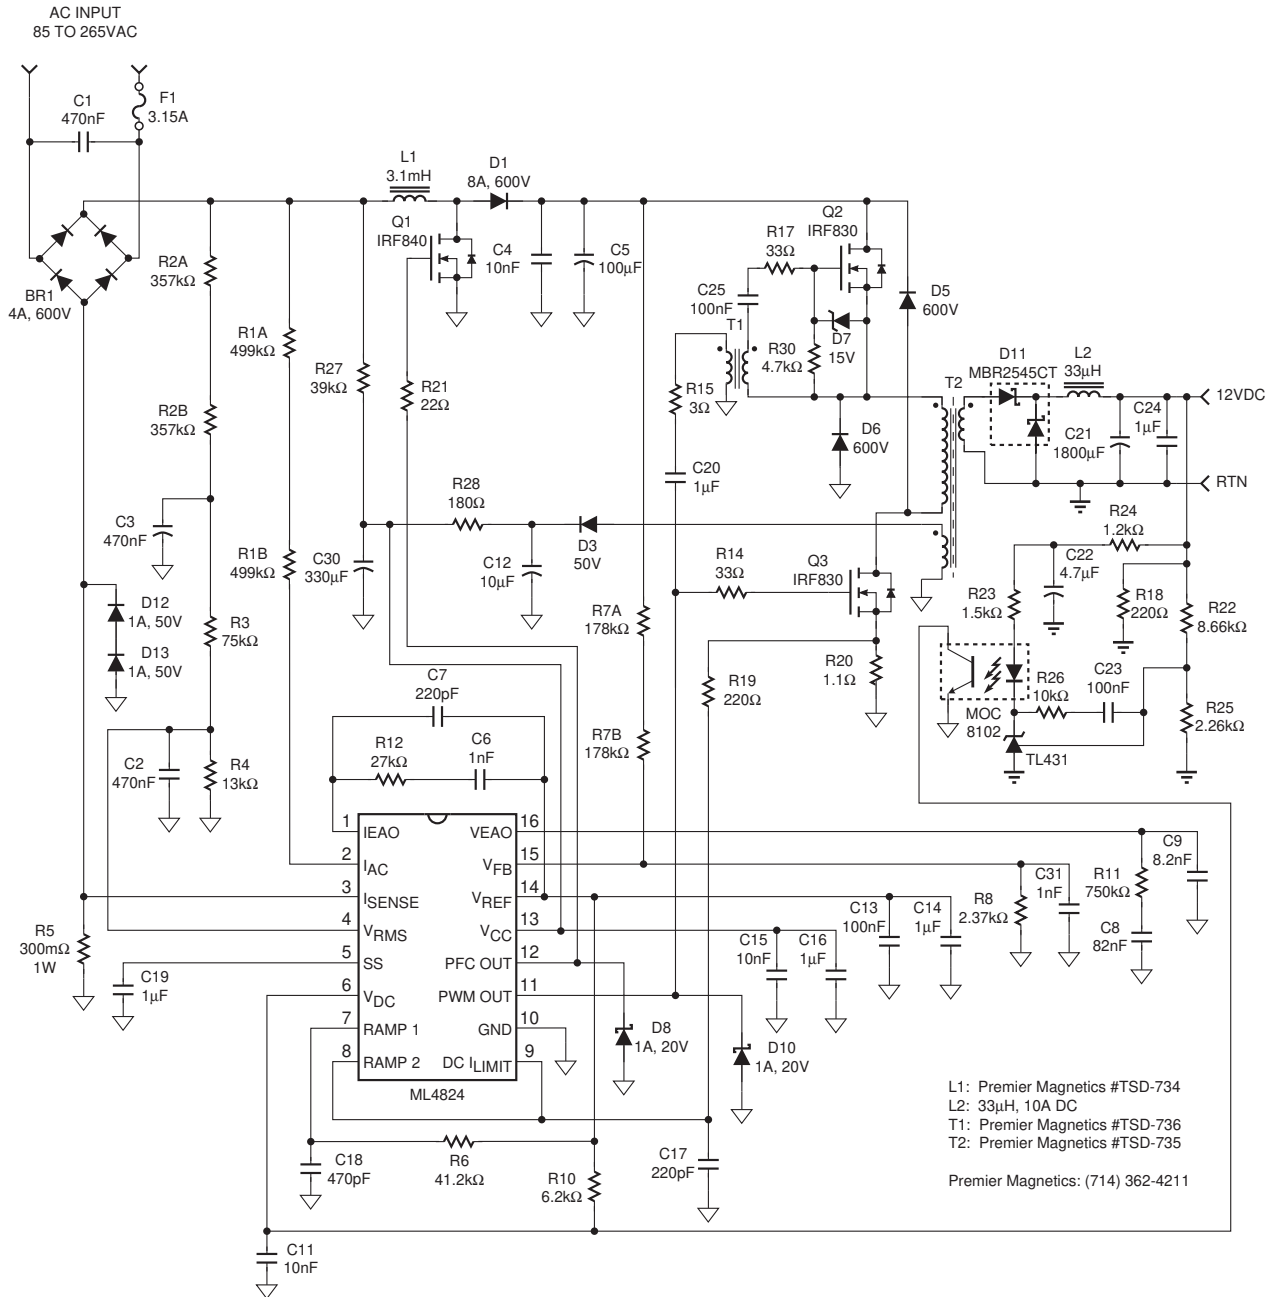 AC INPUT
85 TO 265VAC
C1
470nF
F1
3.15A
BR1
4A, 600V
R2A
357kΩ
R2B
357kΩ
C3
470nF
R1A
499kΩ
R1B
499kΩ
R27
39kΩ
L1
3.1mH
D1
8A, 600V
Q1
IRF840
C4
10nF
C5
100µF
R21
22Ω
R28
180Ω
C30
330µF
C12
10µF
D3
50V
R17
33Ω
Q2
IRF830
C25
100nF
T1
D7
15V
R30
4.7kΩ
R15
3Ω
D5
600V
D6
600V
C20
1µF
T2
D11
MBR2545CT
L2
33µH
C24
1µF
C21
1800µF
12VDC
RTN
R24
1.2kΩ
C22
4.7µF
R23
1.5kΩ
R18
220Ω
R22
8.66kΩ
R14
33Ω
Q3
IRF830
R20
1.1Ω
R19
220Ω
R7A
178kΩ
R7B
178kΩ
R26
10kΩ
C23
100nF
R25
2.26kΩ
MOC
8102
TL431
D12
1A, 50V
D13
1A, 50V
R3
75kΩ
C2
470nF
R4
13kΩ
C7
220pF
R12
27kΩ
C6
1nF
1 IEAO VEAO 16
2 IAC VFB 15
3 ISENSE VREF 14
4 VRMS VCC 13
5 SS PFC OUT 12
6 VDC PWM OUT 11
7 RAMP 1 GND 10
8 RAMP 2 DC ILIMIT 9
ML4824
R5
300mΩ
1W
C19
1µF
C18
470pF
R6
41.2kΩ
R10
6.2kΩ
C11
10nF
C17
220pF
D8
1A, 20V
D10
1A, 20V
C15
10nF
C16
1µF
C13
100nF
C14
1µF
R8
2.37kΩ
C31
1nF
R11
750kΩ
C8
82nF
C9
8.2nF
L1: Premier Magnetics #TSD-734
L2: 33µH, 10A DC
T1: Premier Magnetics #TSD-736
T2: Premier Magnetics #TSD-735
Premier Magnetics: (714) 362-4211